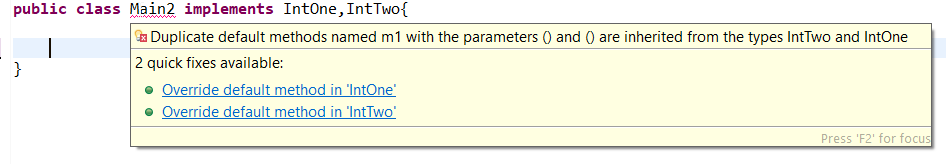 public class Main2 implements IntOne,IntTwo{
Duplicate default methods named m1 with the parameters () and () are inherited from the types IntTwo and IntOne
2 quick fixes available:
Override default method in 'IntOne'
Override default method in 'IntTwo'
Press 'F2' for focus
}